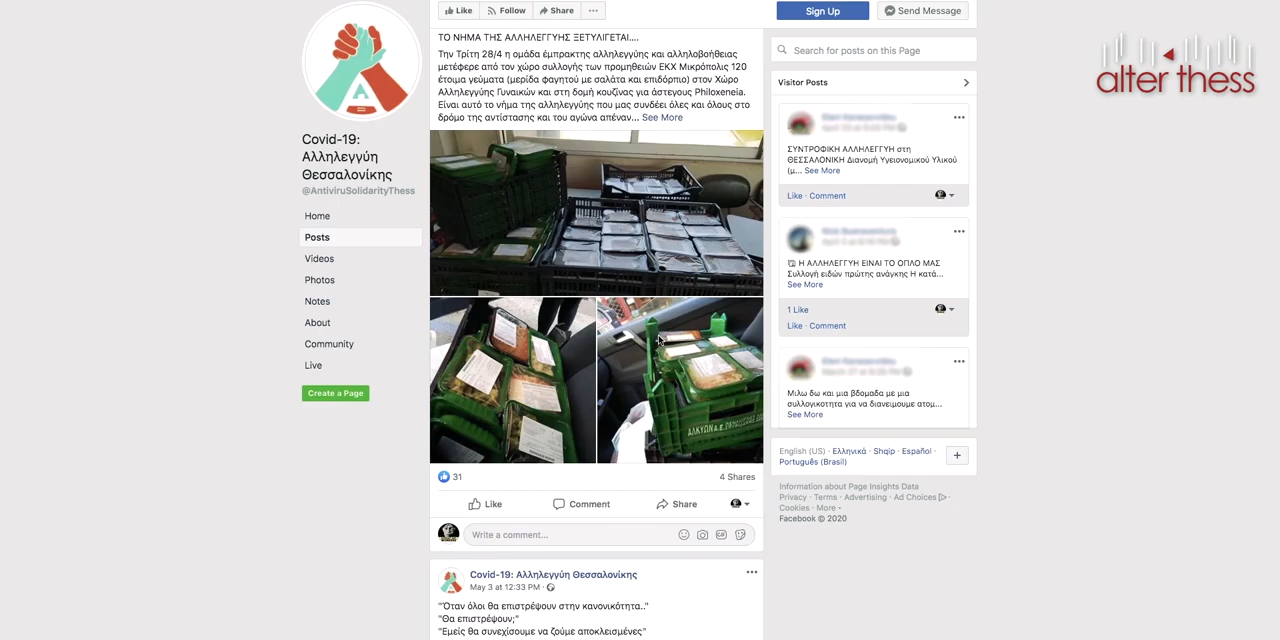 Like
Follow
Share
Sign Up
Send Message
Search for posts on this Page
alter thess
Covid-19:
Αλληλεγγύη
Θεσσαλονίκης
@AntiviruSolidarityThess
Home
Posts
Videos
Photos
Notes
About
Community
Live
Create a Page
ΤΟ ΝΗΜΑ ΤΗΣ ΑΛΛΗΛΕΓΓΥΗΣ ΞΕΤΥΛΙΓΕΤΑΙ....
Την Τρίτη 28/4 η ομάδα έμπρακτης αλληλεγγύης και αλληλοβοήθειας
μετέφερε από τον χώρο συλλογής των προμηθειών ΕΚΧ Μικρόπολις 120
έτοιμα γεύματα (μερίδα φαγητού με σαλάτα και επιδόρπιο) στον Χώρο
Αλληλεγγύης Γυναικών και στη δομή κουζίνας για άστεγους Philoxeneia.
Είναι αυτό το νήμα της αλληλεγγύης που μας συνδέει όλες και όλους στο
δρόμο της αντίστασης και του αγώνα απέναν... See More
31
4 Shares
Like
Comment
Share
Write a comment...
GIF
Covid-19: Αλληλεγγύη Θεσσαλονίκης
May 3 at 12:33 PM ·
"Όταν όλοι θα επιστρέψουν στην κανονικότητα.."
"Θα επιστρέψουν;"
"Εμείς θα συνεχίσουμε να ζούμε αποκλεισμένες"
Visitor Posts
ΣΥΝΤΡΟΦΙΚΗ ΑΛΛΗΛΕΓΓΥΗ στη
ΘΕΣΣΑΛΟΝΙΚΗ Διανομή Υγειονομικού Υλικού
(μ... See More
Like · Comment
Η ΑΛΛΗΛΕΓΓΥΗ ΕΙΝΑΙ ΤΟ ΟΠΛΟ ΜΑΣ
Συλλογή ειδών πρώτης ανάγκης Η κατά...
See More
1 Like
Like · Comment
Μιλω δω και μια βδομαδα με μια
συλλογικοτητα για να διανειμουμε ατομ...
See More
English (US) · Ελληνικά · Shqip · Español ·
Português (Brasil)
Information about Page Insights Data
Privacy · Terms · Advertising · Ad Choices ·
Cookies · More
Facebook © 2020